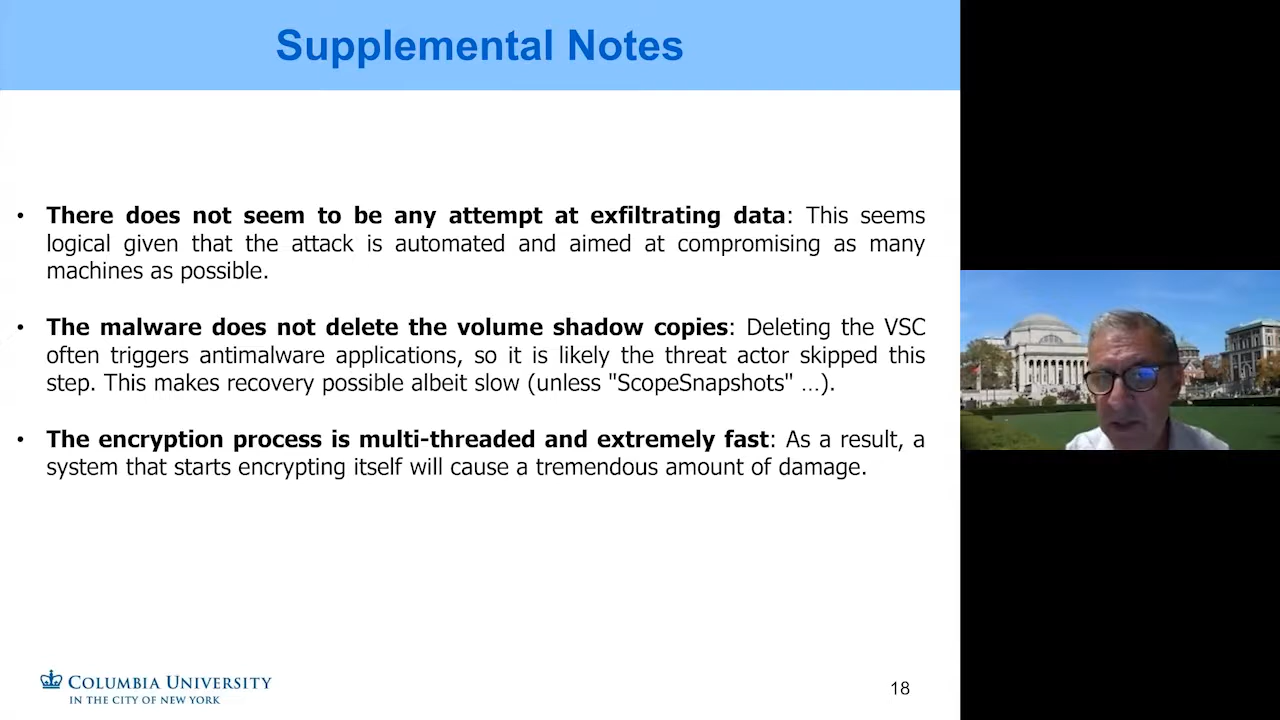 Supplemental Notes
• There does not seem to be any attempt at exfiltrating data: This seems
logical given that the attack is automated and aimed at compromising as many
machines as possible.
• The malware does not delete the volume shadow copies: Deleting the VSC
often triggers antimalware applications, so it is likely the threat actor skipped this
step. This makes recovery possible albeit slow (unless "ScopeSnapshots" …).
• The encryption process is multi-threaded and extremely fast: As a result, a
system that starts encrypting itself will cause a tremendous amount of damage.
COLUMBIA UNIVERSITY
IN THE CITY OF NEW YORK
18